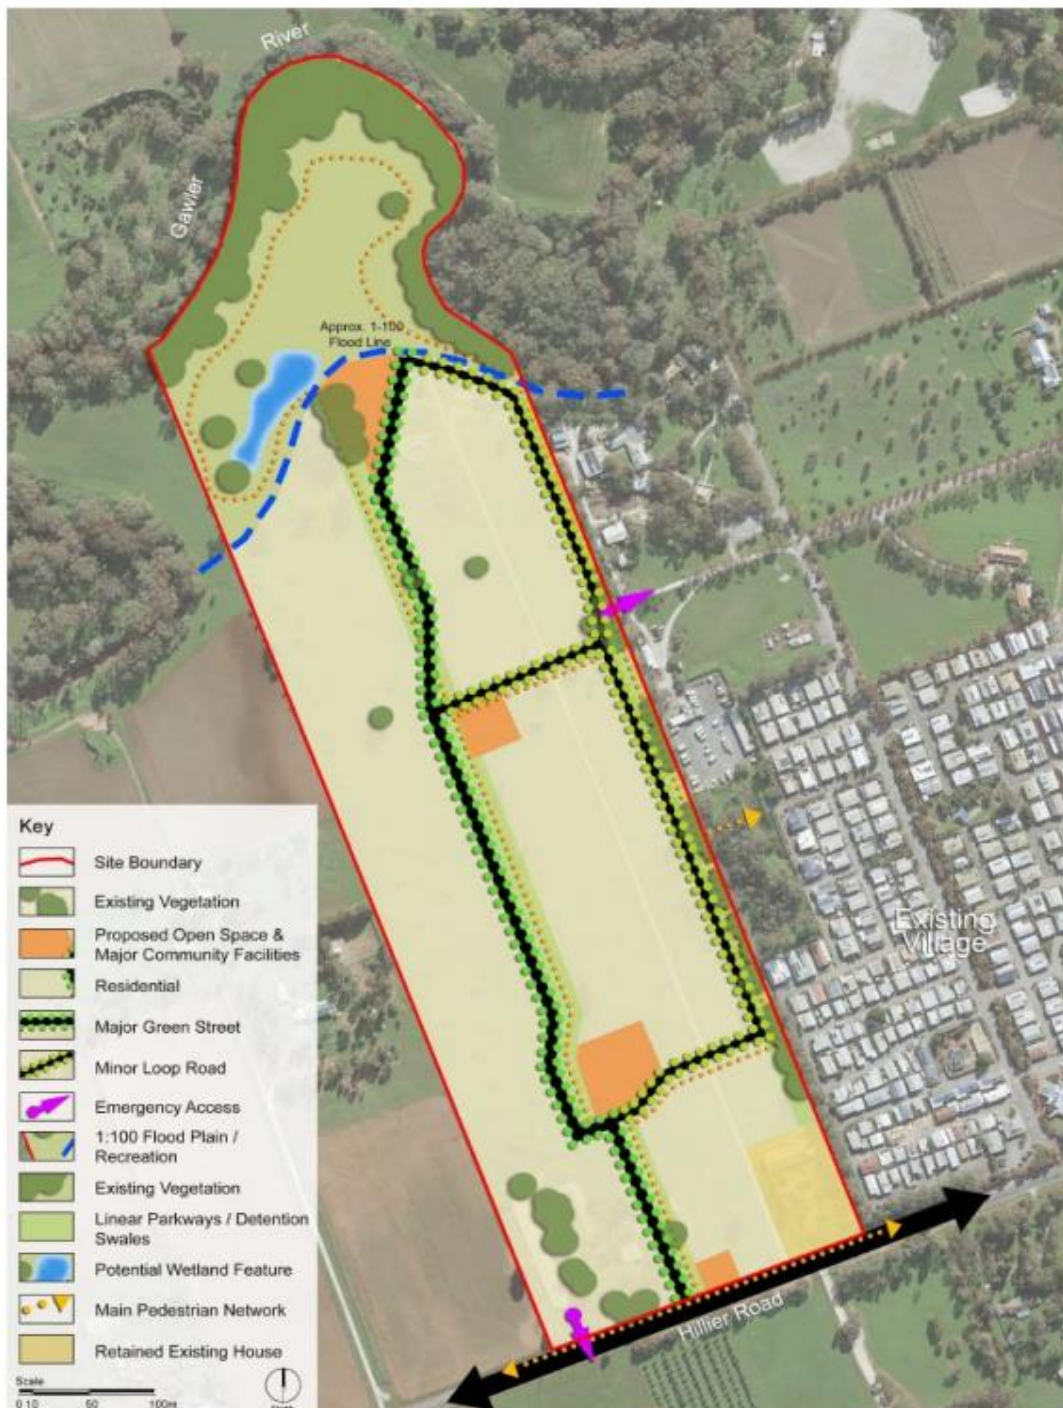 River
Gawler
Approx. 1-100
Flood Line
Existing
Village
Hillier Road
Key
Site Boundary
Existing Vegetation
Proposed Open Space &
Major Community Facilities
Residential
Major Green Street
Minor Loop Road
Emergency Access
1:100 Flood Plain /
Recreation
Existing Vegetation
Linear Parkways / Detention
Swales
Potential Wetland Feature
Main Pedestrian Network
Retained Existing House
Scale
0 10 50 100m